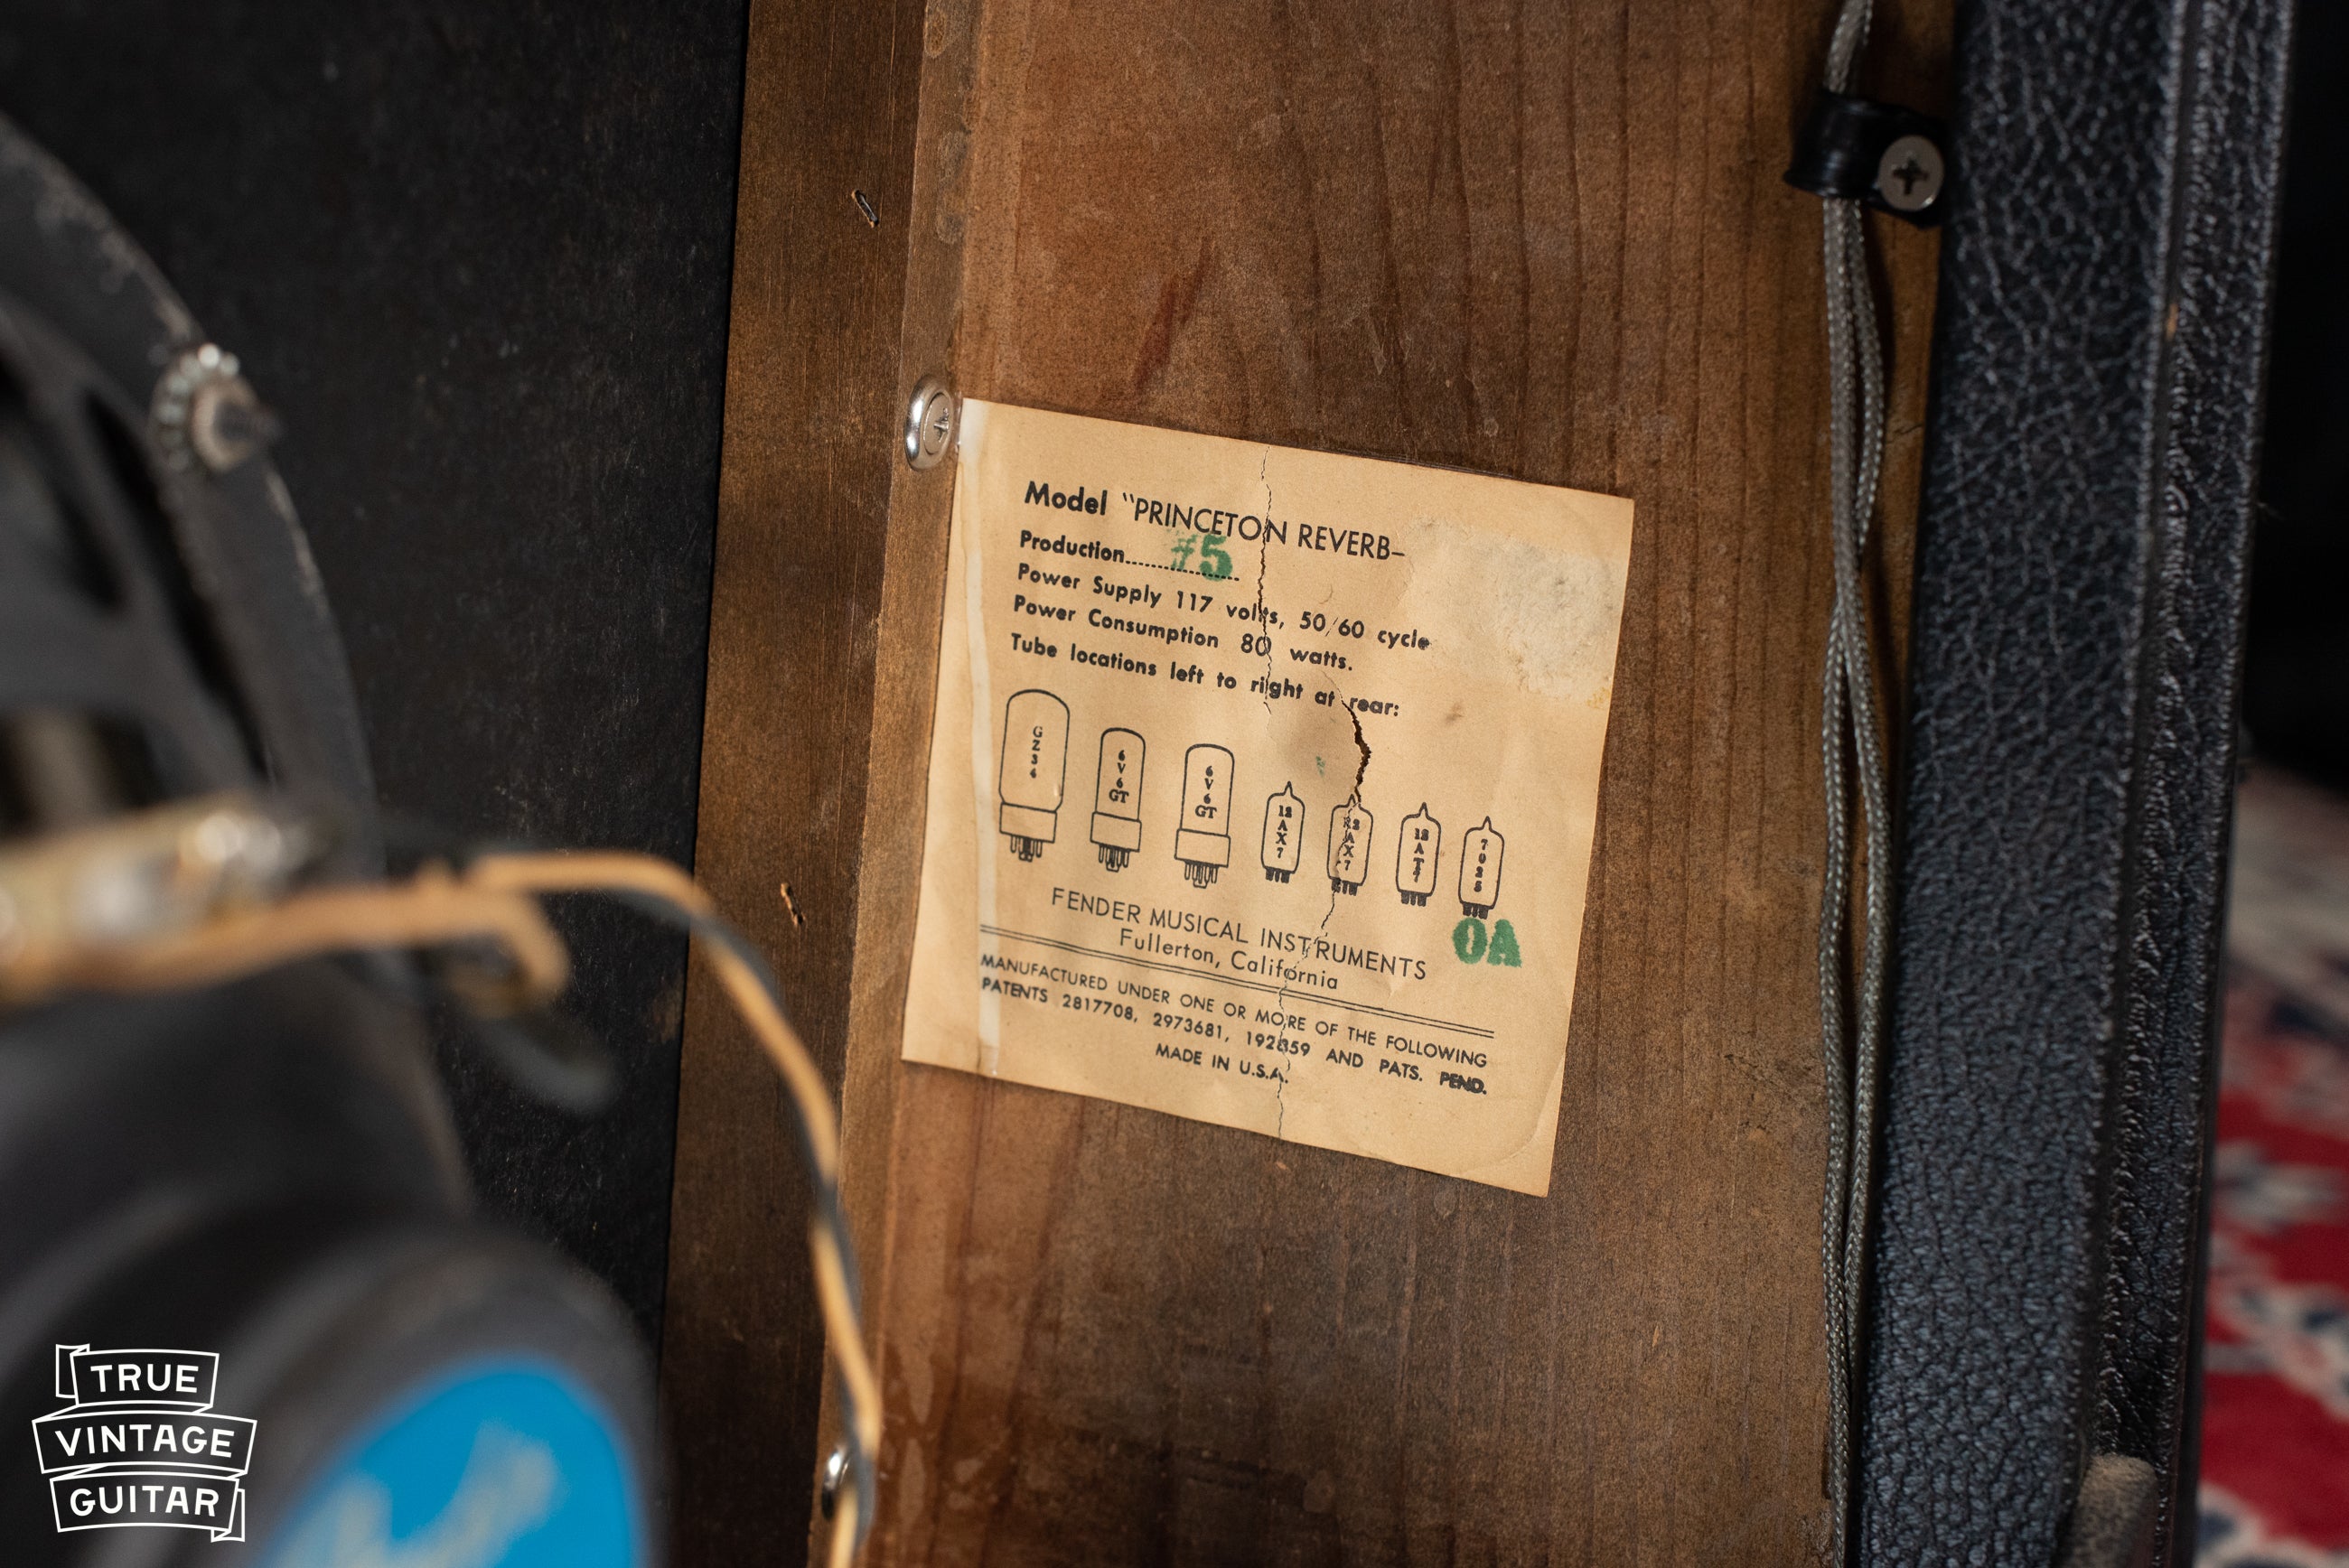 Model "PRINCETON REVERB–
Production............ #5
Power Supply 117 volts, 50/60 cycle
Power Consumption 80 watts.
Tube locations left to right at rear:
GZ34
6V6GT
6V6GT
12AX7
12AX7
12AT7
7025
FENDER MUSICAL INSTRUMENTS
Fullerton, California
OA
MANUFACTURED UNDER ONE OR MORE OF THE FOLLOWING
PATENTS 2817708, 2973681, 192859 AND PATS. PEND.
MADE IN U.S.A.
TRUE
VINTAGE
GUITAR